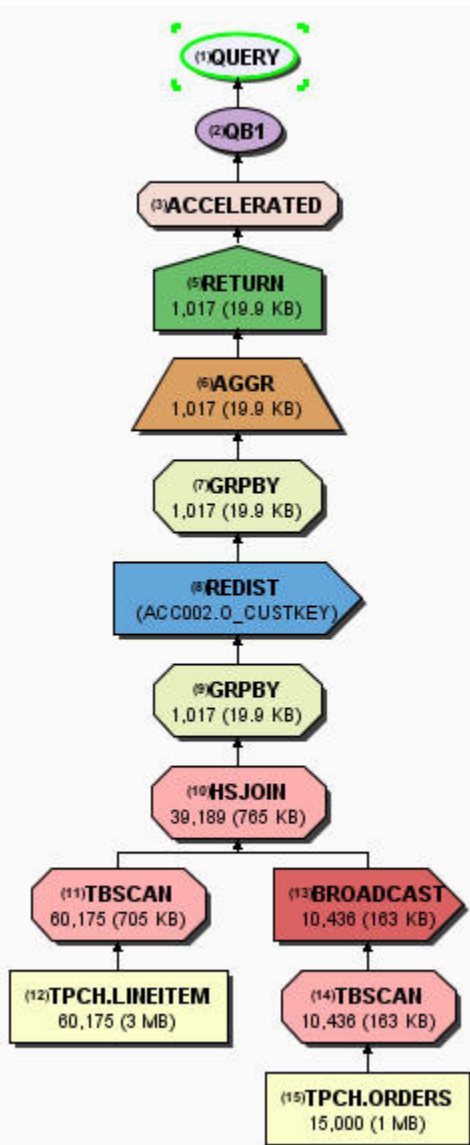 (1)QUERY
(2)QB1
(3)ACCELERATED
(5)RETURN
1,017 (19.9 KB)
(6)AGGR
1,017 (19.9 KB)
(7)GRPBY
1,017 (19.9 KB)
(8)REDIST
(ACC002.O_CUSTKEY)
(9)GRPBY
1,017 (19.9 KB)
(10)HSJOIN
39,189 (765 KB)
(11)TBSCAN
60,175 (705 KB)
(13)BROADCAST
10,436 (163 KB)
(12)TPCH.LINEITEM
60,175 (3 MB)
(14)TBSCAN
10,436 (163 KB)
(15)TPCH.ORDERS
15,000 (1 MB)